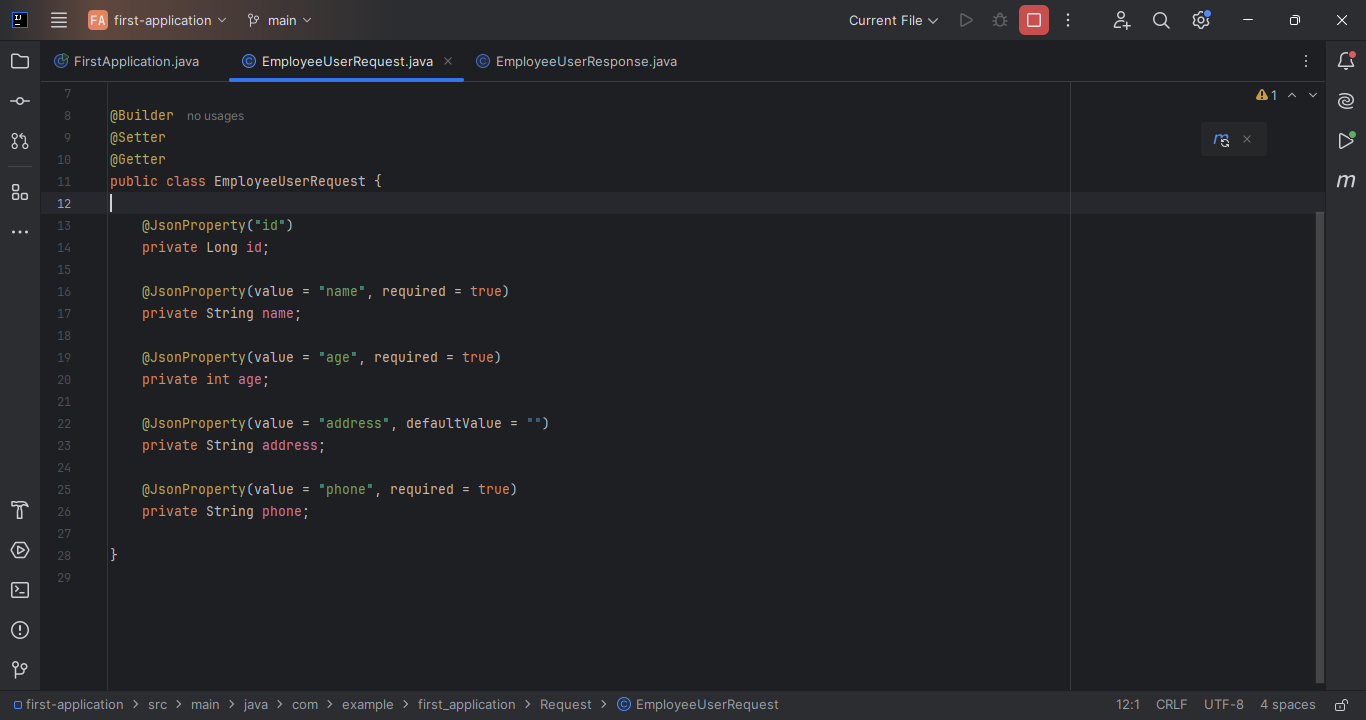 FA first-application main Current File
FirstApplication.java EmployeeUserRequest.java EmployeeUserResponse.java
7
8 @Builder no usages
9 @Setter
10 @Getter
11 public class EmployeeUserRequest {
12
13 @JsonProperty("id")
14 private Long id;
15
16 @JsonProperty(value = "name", required = true)
17 private String name;
18
19 @JsonProperty(value = "age", required = true)
20 private int age;
21
22 @JsonProperty(value = "address", defaultValue = "")
23 private String address;
24
25 @JsonProperty(value = "phone", required = true)
26 private String phone;
27
28 }
29
1
m
m
first-application > src > main > java > com > example > first_application > Request > EmployeeUserRequest 12:1 CRLF UTF-8 4 spaces